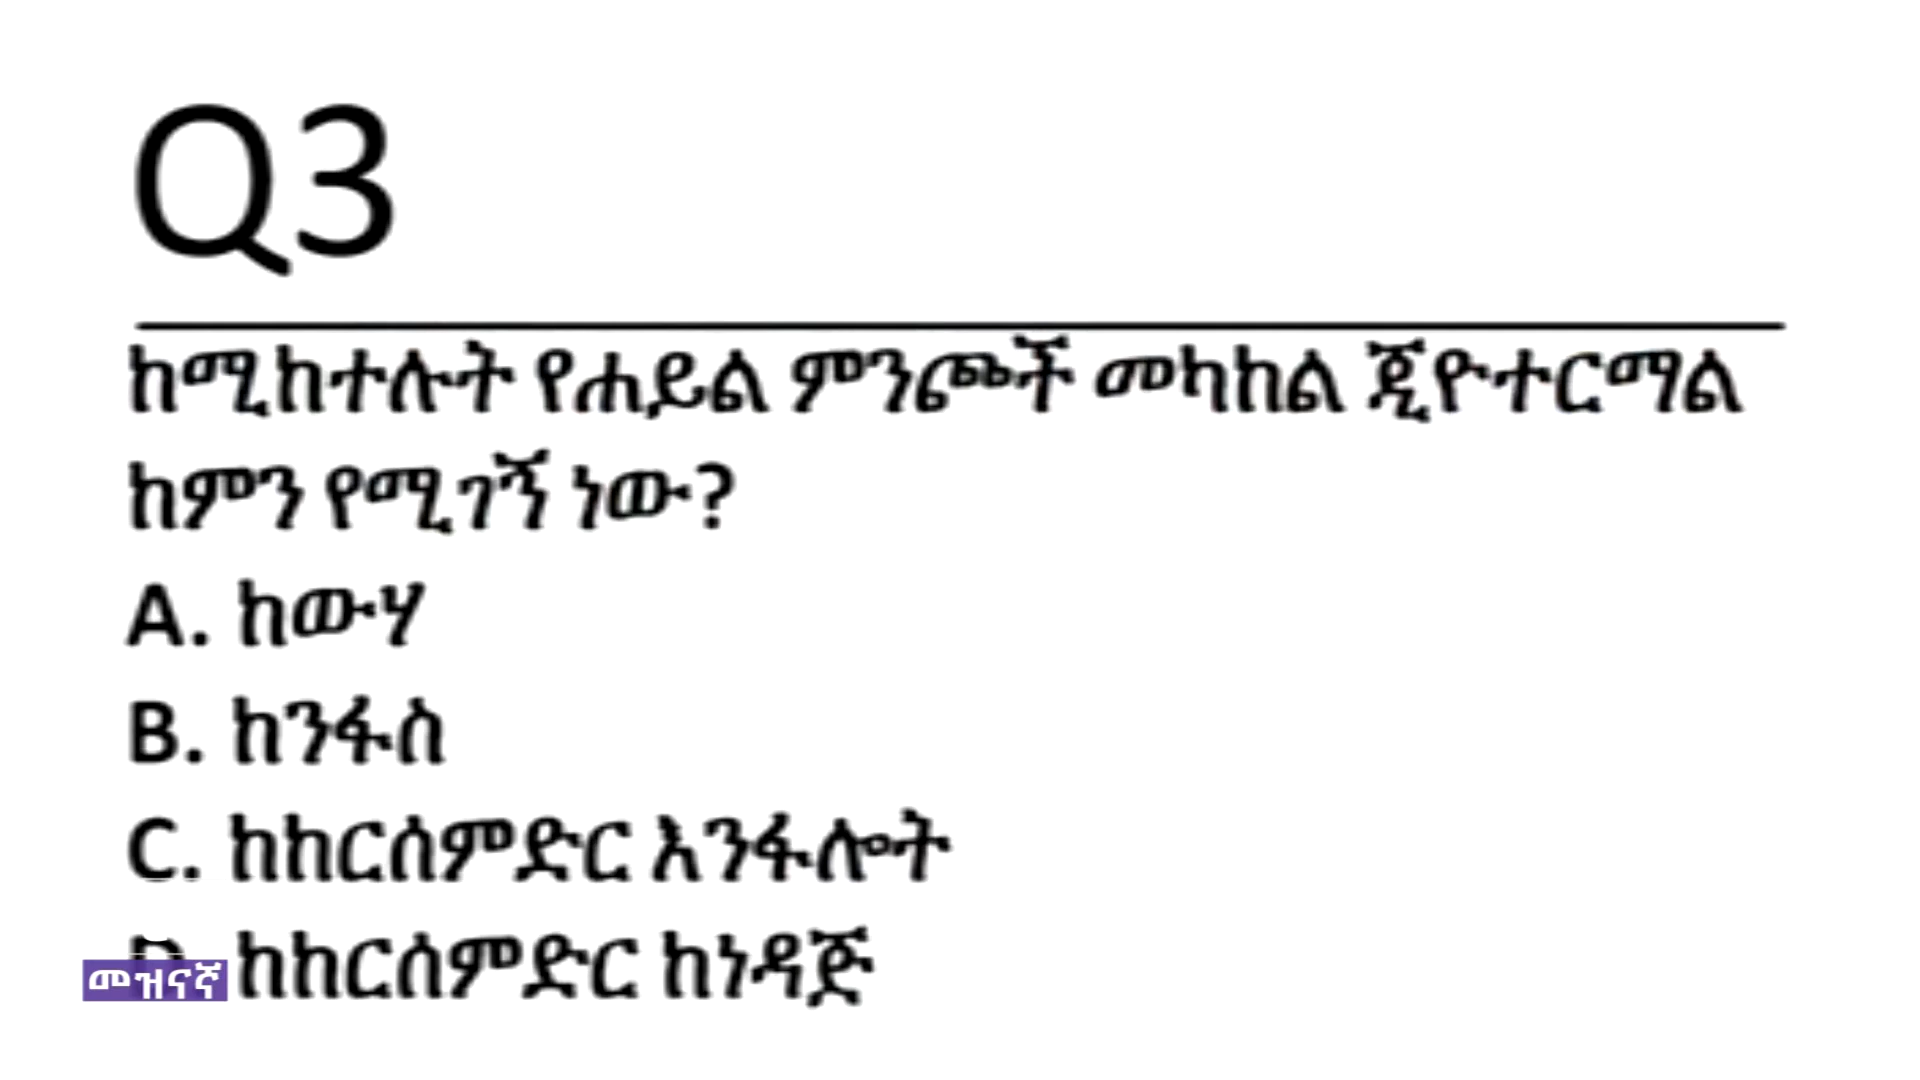 Q3
ከሚከተሉት የሐይል ምንጮች መካከል ጂዮተርማል
ከምን የሚገኝ ነው?
A. ከውሃ
B. ከንፋስ
C. ከከርሰምድር እንፋሎት
D. ከከርሰምድር ከነዳጅ
መዝናኛ